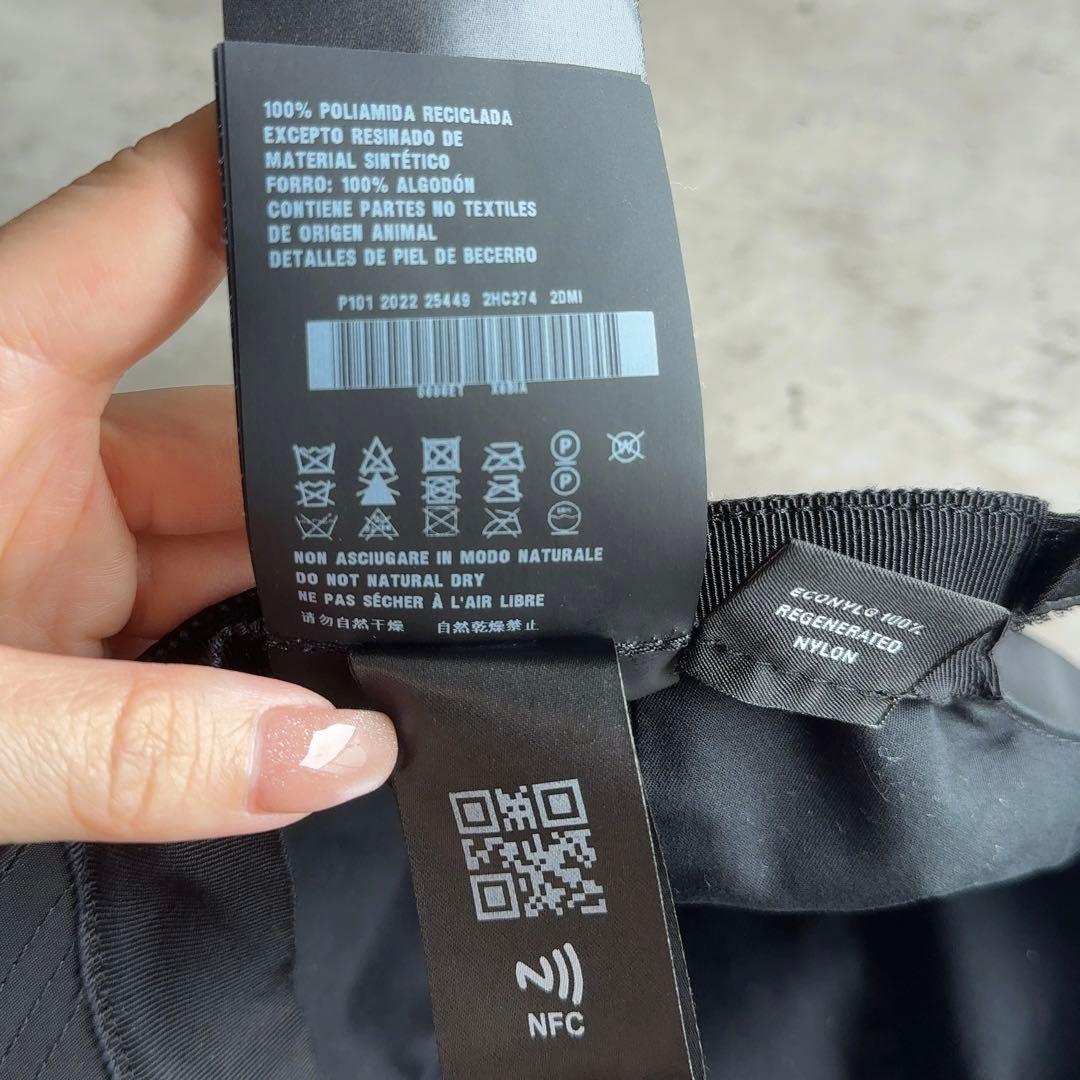 100% POLIAMIDA RECICLADA
EXCEPTO RESINADO DE
MATERIAL SINTÉTICO
FORRO: 100% ALGODÓN
CONTIENE PARTES NO TEXTILES
DE ORIGEN ANIMAL
DETALLES DE PIEL DE BECERRO
P101 2022 25449 2HC274 2DMI
P
W
P
NON ASCIUGARE IN MODO NATURALE
DO NOT NATURAL DRY
NE PAS SÉCHER À L'AIR LIBRE
请勿自然干燥 自然乾燥禁止
ECONYL® 100%
REGENERATED
NYLON
NFC